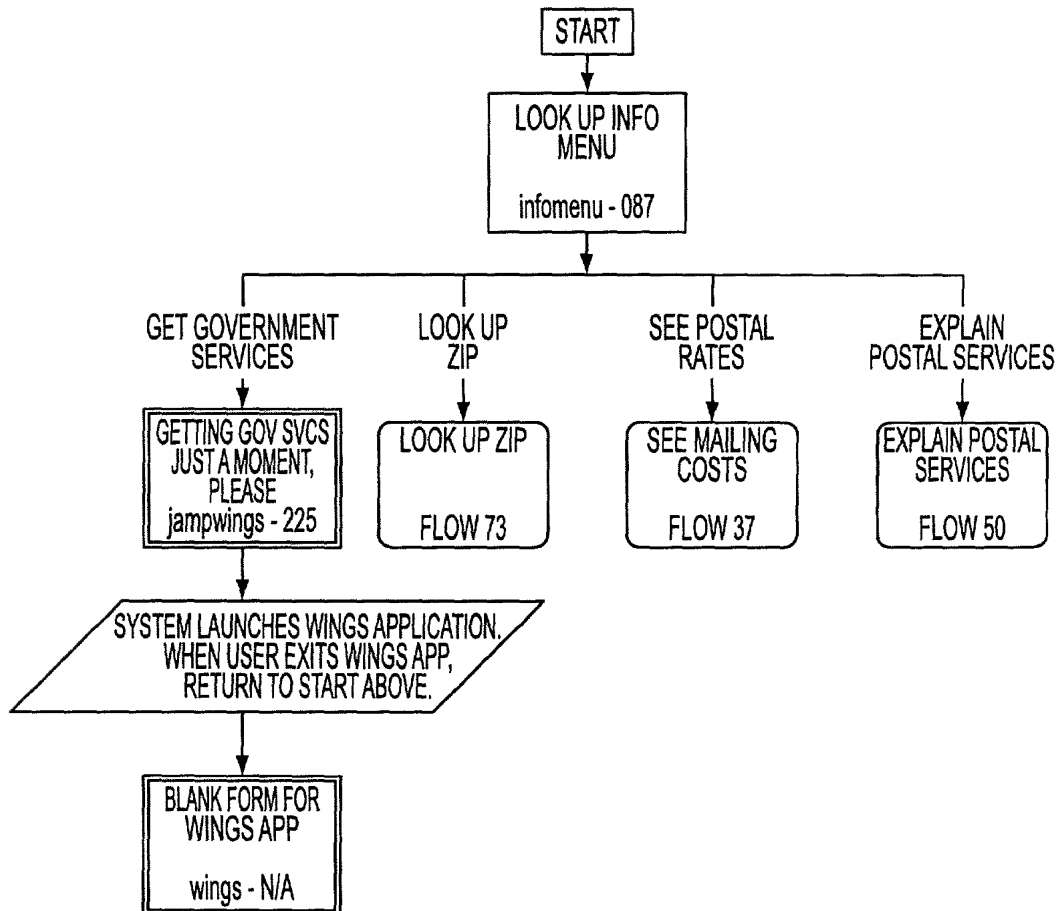 START
LOOK UP INFO
MENU
infomenu - 087
GET GOVERNMENT
SERVICES
LOOK UP
ZIP
SEE POSTAL
RATES
EXPLAIN
POSTAL SERVICES
GETTING GOV SVCS
JUST A MOMENT,
PLEASE
jampwings - 225
LOOK UP ZIP
FLOW 73
SEE MAILING
COSTS
FLOW 37
EXPLAIN POSTAL
SERVICES
FLOW 50
SYSTEM LAUNCHES WINGS APPLICATION.
WHEN USER EXITS WINGS APP,
RETURN TO START ABOVE.
BLANK FORM FOR
WINGS APP
wings - N/A